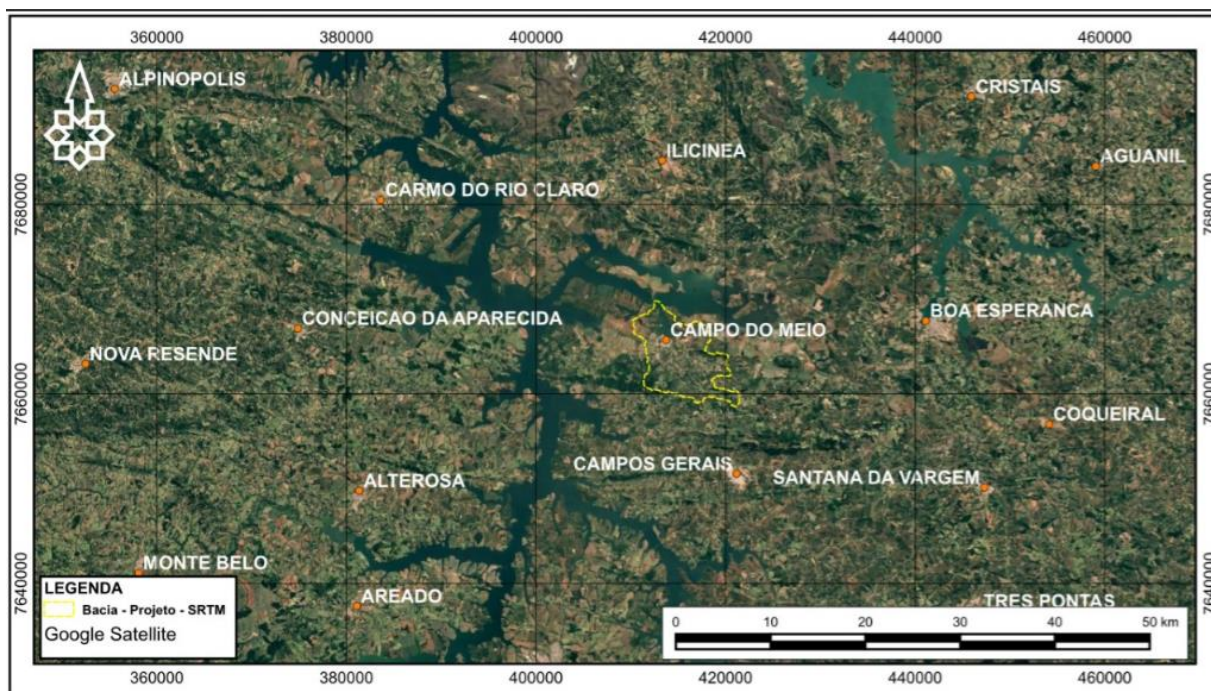 360000 380000 400000 420000 440000 460000
ALPINOPOLIS
CRISTAIS
ILICINEA
AGUANIL
CARMO DO RIO CLARO
7680000 7680000
CONCEICAO DA APARECIDA
BOA ESPERANCA
CAMPO DO MEIO
NOVA RESENDE
7660000 7660000
COQUEIRAL
CAMPOS GERAIS
SANTANA DA VARGEM
ALTEROSA
MONTE BELO
7640000 7640000
AREADO
TRES PONTAS
LEGENDA
Bacia - Projeto - SRTM
Google Satellite
0 10 20 30 40 50 km
360000 380000 400000 420000 440000 460000